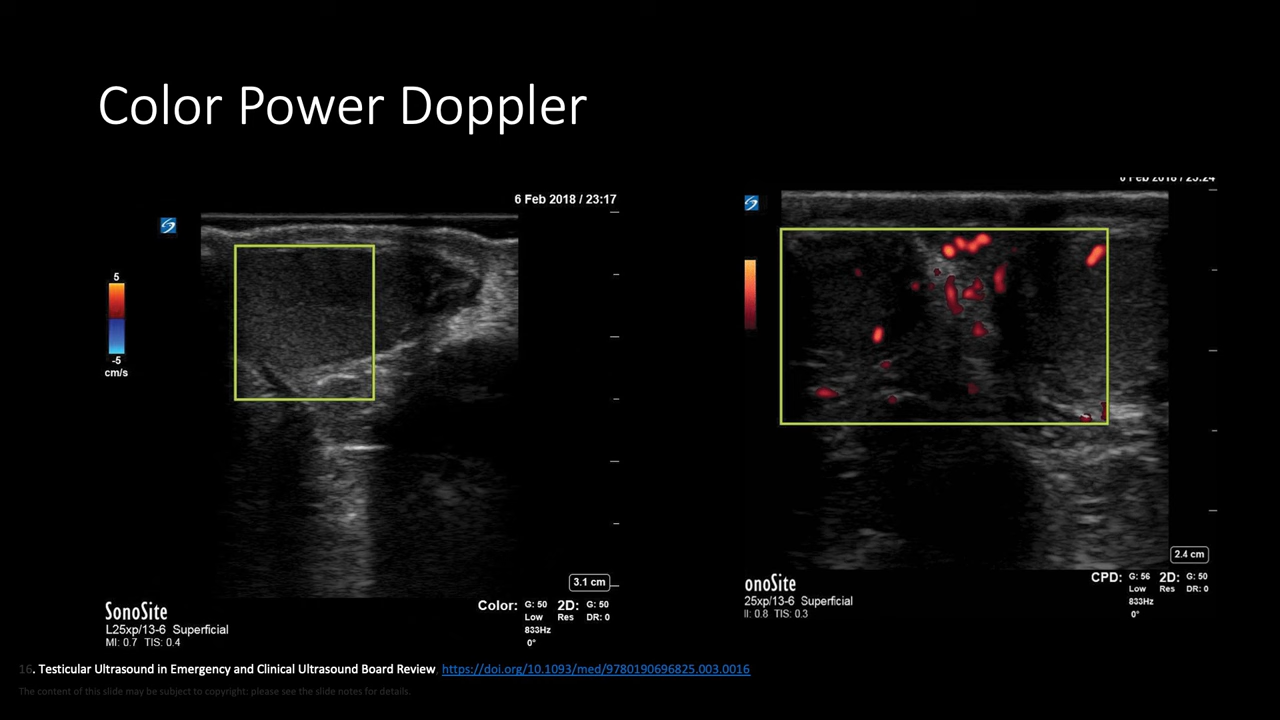 Color Power Doppler
6 Feb 2018 / 23:17
5
-5
cm/s
3.1 cm
SonoSite
L25xp/13-6 Superficial
MI: 0.7 TIS: 0.4
Color: G: 50 2D: G: 50
Low Res DR: 0
833Hz
0°
6 Feb 2018 / 23:24
2.4 cm
onoSite
25xp/13-6 Superficial
II: 0.8 TIS: 0.3
CPD: G: 56 2D: G: 50
Low Res DR: 0
833Hz
0°
16. Testicular Ultrasound in Emergency and Clinical Ultrasound Board Review, https://doi.org/10.1093/med/9780190696825.003.0016
The content of this slide may be subject to copyright: please see the slide notes for details.